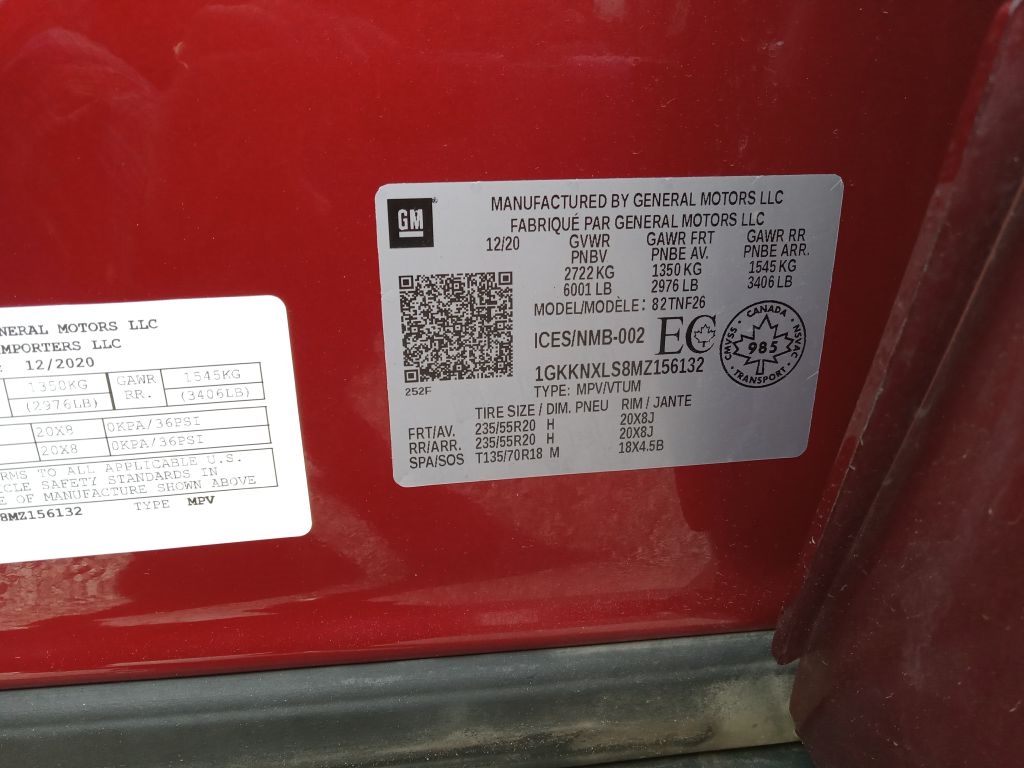 GM
MANUFACTURED BY GENERAL MOTORS LLC
FABRIQUÉ PAR GENERAL MOTORS LLC
12/20 GVWR GAWR FRT GAWR RR
PNBV PNBE AV. PNBE ARR.
2722 KG 1350 KG 1545 KG
6001 LB 2976 LB 3406 LB
MODEL/MODÈLE: 82TNF26
ICES/NMB-002 EC
CANADA
CMVSS NSVAC
985
TRANSPORT
252F
1GKKNXLS8MZ156132
TYPE: MPV/VTUM
TIRE SIZE / DIM. PNEU RIM / JANTE
FRT/AV. 235/55R20 H 20X8J
RR/ARR. 235/55R20 H 20X8J
SPA/SOS T135/70R18 M 18X4.5B
GENERAL MOTORS LLC
IMPORTERS LLC
12/2020
1350KG GAWR 1545KG
(2976LB) RR. (3406LB)
20X8 0KPA/36PSI
20X8 0KPA/36PSI
TO ALL APPLICABLE U.S.
SAFETY STANDARDS IN
OF MANUFACTURE SHOWN ABOVE
8MZ156132 TYPE MPV